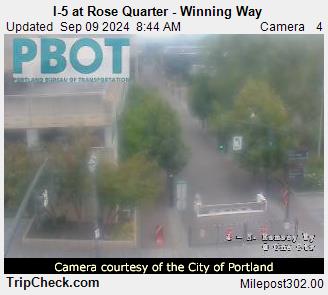 I-5 at Rose Quarter - Winning Way
Updated Sep 09 2024 8:44 AM Camera 4
PBOT
PORTLAND BUREAU OF TRANSPORTATION
Camera courtesy of the City of Portland
TripCheck.com Milepost302.00